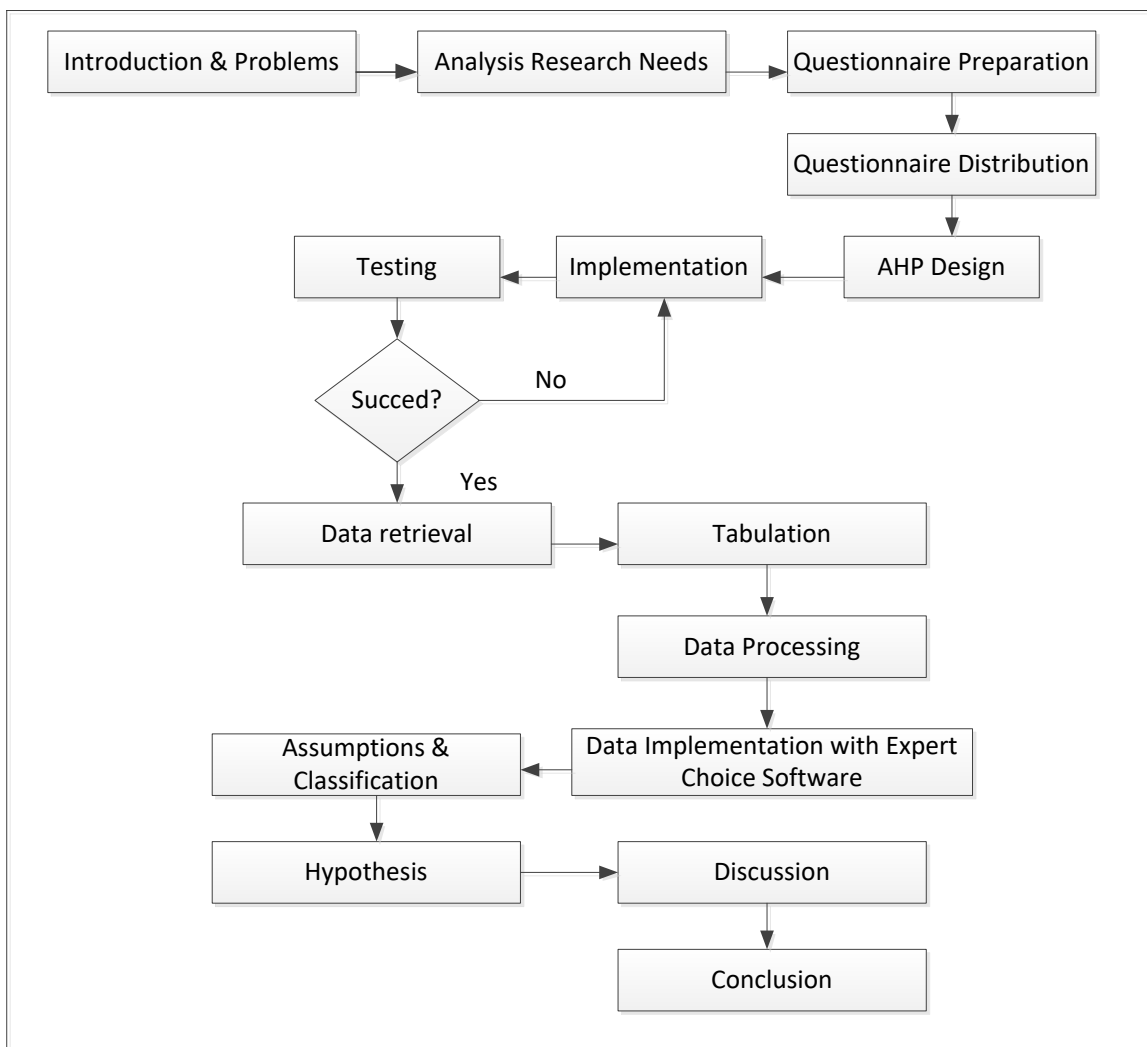 Introduction & Problems
Analysis Research Needs
Questionnaire Preparation
Questionnaire Distribution
AHP Design
Implementation
Testing
Succed?
No
Yes
Data retrieval
Tabulation
Data Processing
Data Implementation with Expert
Choice Software
Assumptions &
Classification
Hypothesis
Discussion
Conclusion